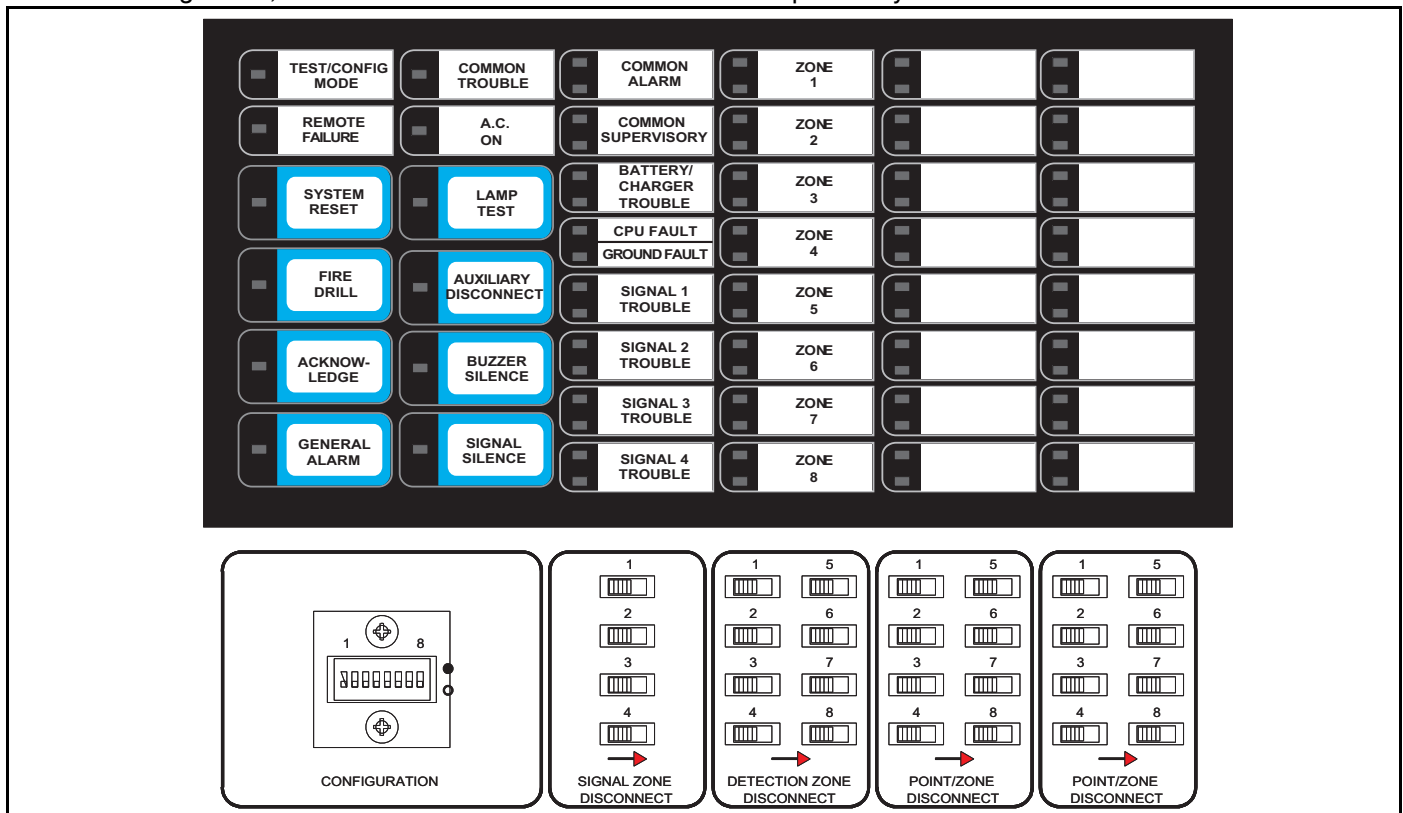 TEST/CONFIG
MODE
COMMON
TROUBLE
COMMON
ALARM
ZONE
1
REMOTE
FAILURE
A.C.
ON
COMMON
SUPERVISORY
ZONE
2
SYSTEM
RESET
LAMP
TEST
BATTERY/
CHARGER
TROUBLE
ZONE
3
CPU FAULT
GROUND FAULT
ZONE
4
FIRE
DRILL
AUXILIARY
DISCONNECT
SIGNAL 1
TROUBLE
ZONE
5
ACKNOW-
LEDGE
BUZZER
SILENCE
SIGNAL 2
TROUBLE
ZONE
6
SIGNAL 3
TROUBLE
ZONE
7
GENERAL
ALARM
SIGNAL
SILENCE
SIGNAL 4
TROUBLE
ZONE
8
1 8
CONFIGURATION
1
2
3
4
SIGNAL ZONE
DISCONNECT
1 5
2 6
3 7
4 8
DETECTION ZONE
DISCONNECT
1 5
2 6
3 7
4 8
POINT/ZONE
DISCONNECT
1 5
2 6
3 7
4 8
POINT/ZONE
DISCONNECT